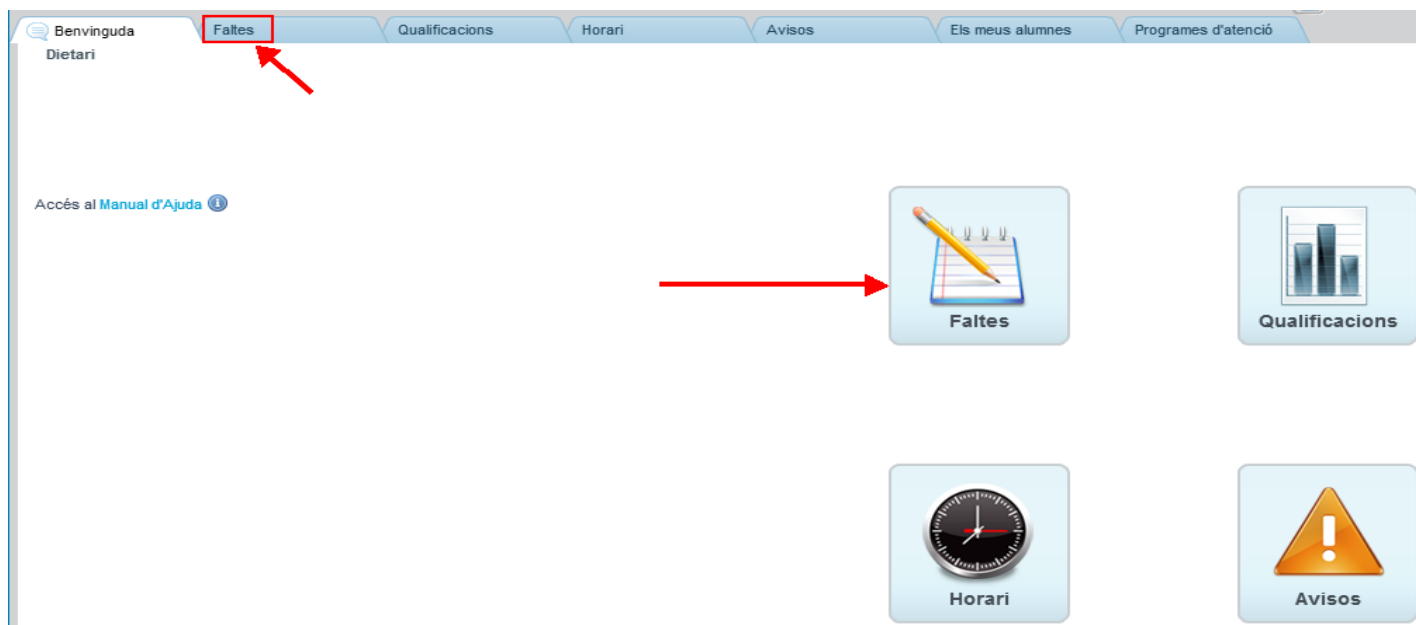 Benvinguda Faltes Qualificacions Horari Avisos Els meus alumnes Programes d'atenció
Dietari
Accés al Manual d'Ajuda
Faltes Qualificacions
Horari Avisos